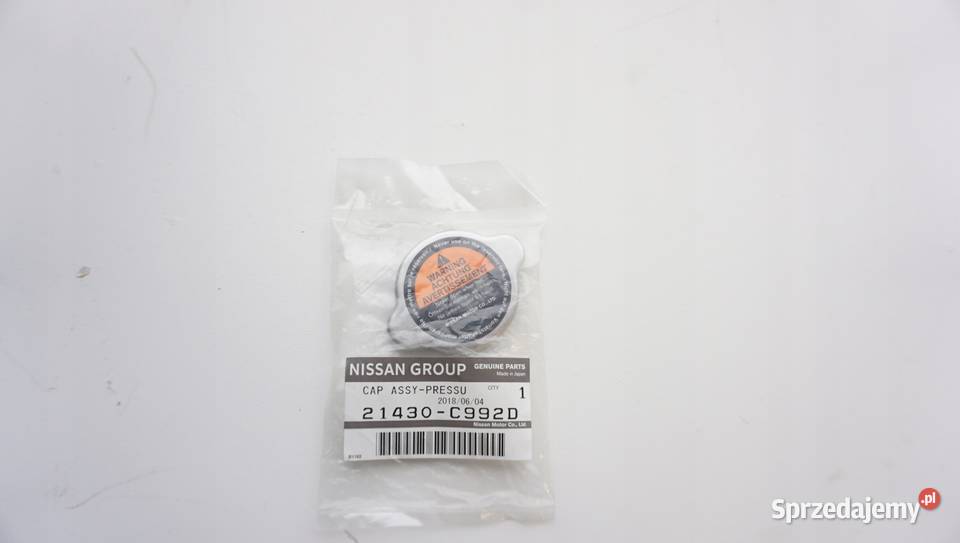 WARNING
ACHTUNG
AVERTISSEMENT
NISSAN GROUP GENUINE PARTS
Made in Japan
CAP ASSY-PRESSU QTY 1
2018/06/04
21430-C992D
Nissan Motor Co., Ltd.
Sprzedajemy.pl